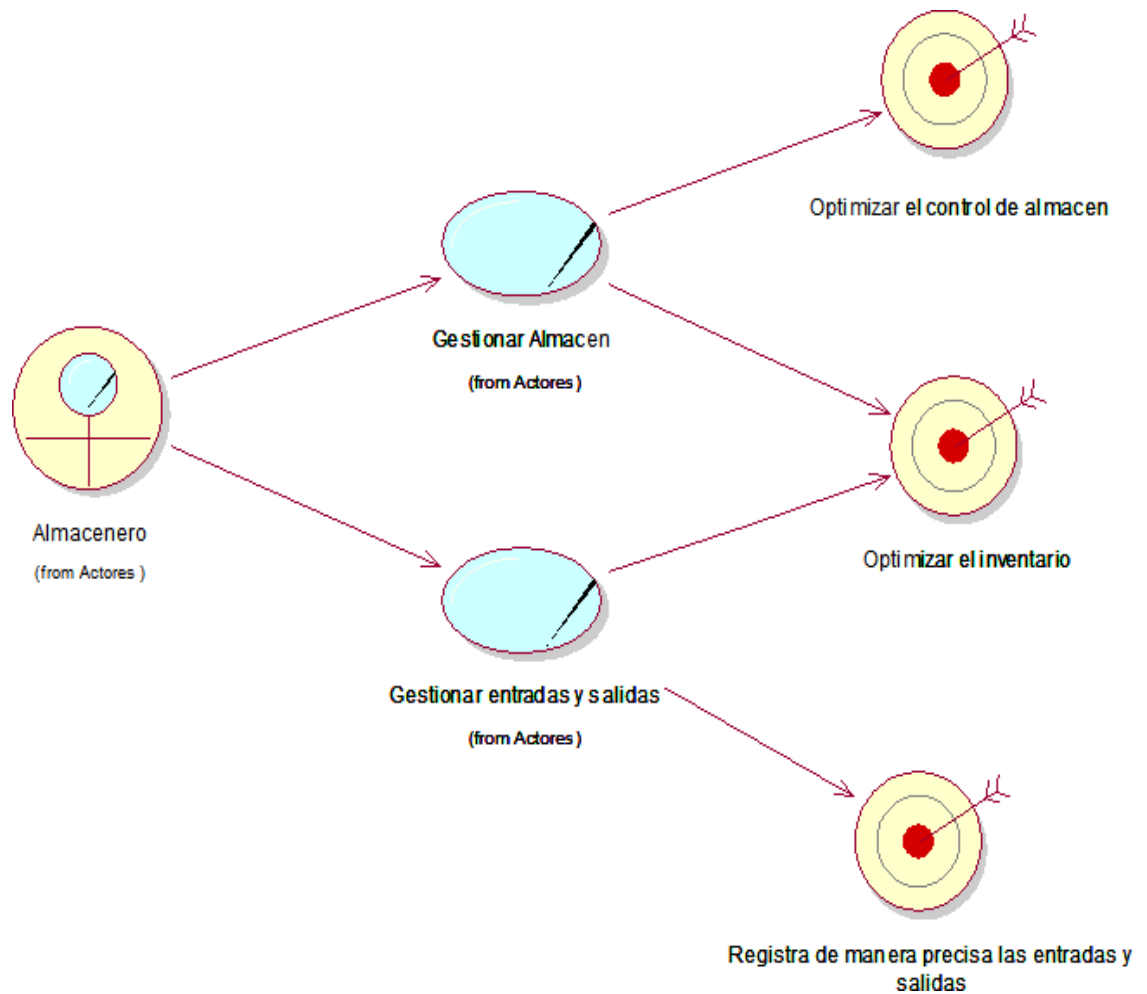 Optimizar el control de almacen
Gestionar Almacen
(from Actores)
Almacenero
(from Actores)
Optimizar el inventario
Gestionar entradas y salidas
(from Actores)
Registra de manera precisa las entradas y
salidas